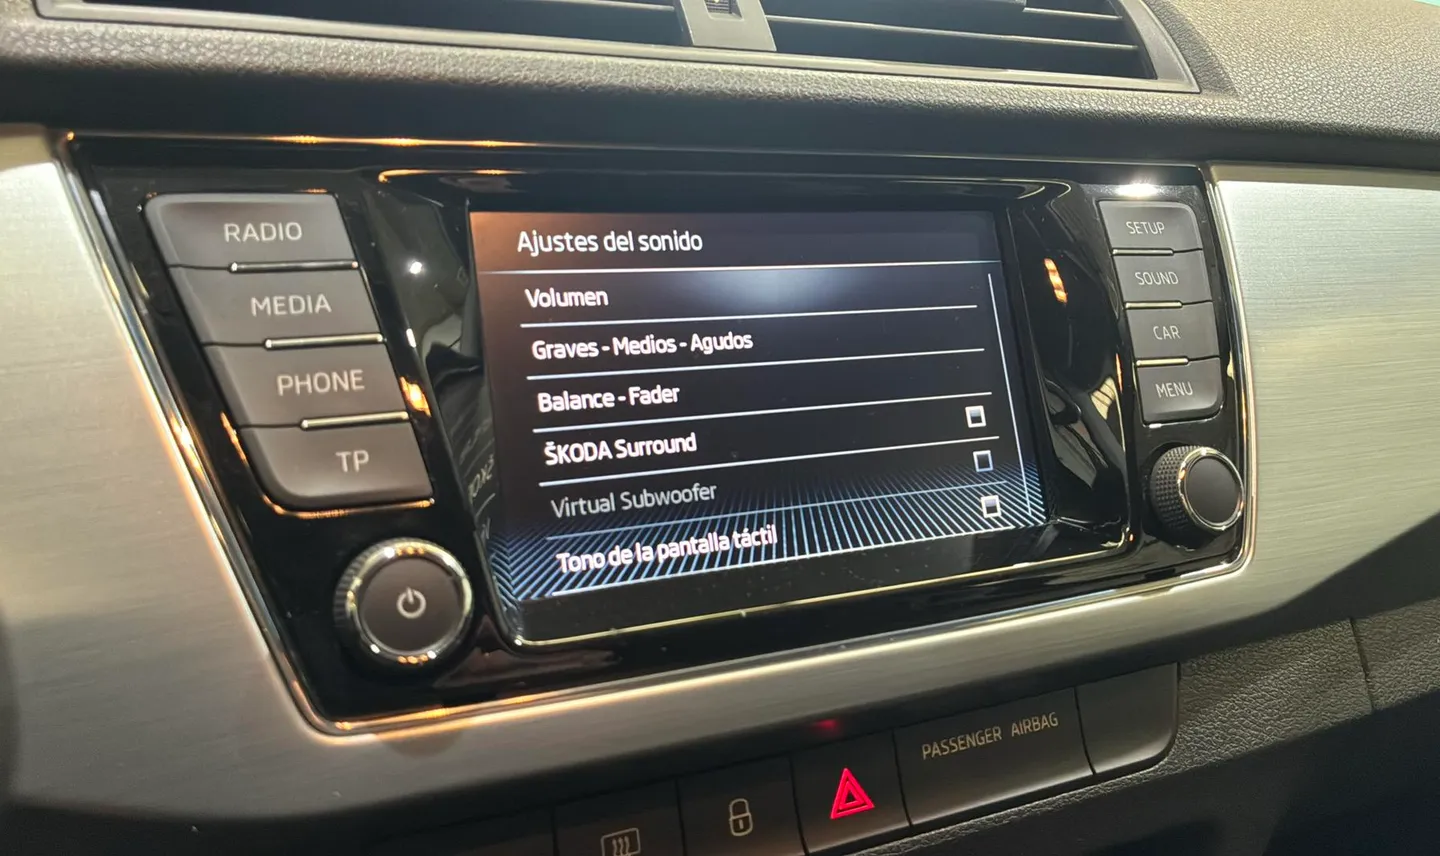 RADIO
MEDIA
PHONE
TP
Ajustes del sonido
Volumen
Graves - Medios - Agudos
Balance - Fader
ŠKODA Surround
Virtual Subwoofer
Tono de la pantalla táctil
SETUP
SOUND
CAR
MENU
PASSENGER AIRBAG